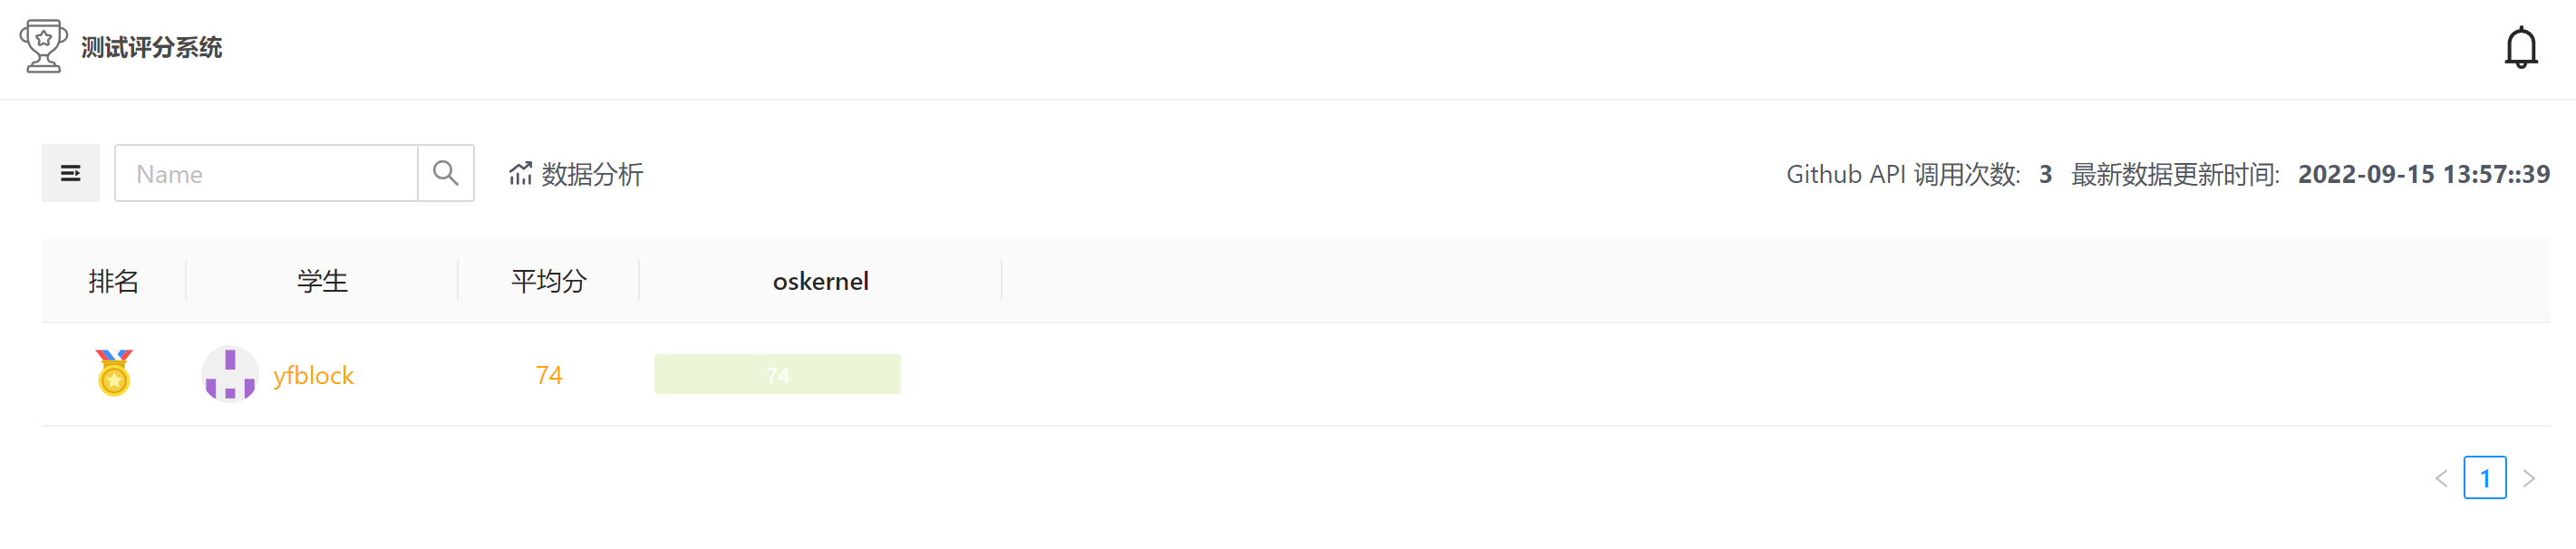 测试评分系统
Name
数据分析
Github API 调用次数: 3 最新数据更新时间: 2022-09-15 13:57::39
排名 学生 平均分 oskernel
yfblock 74 74
1